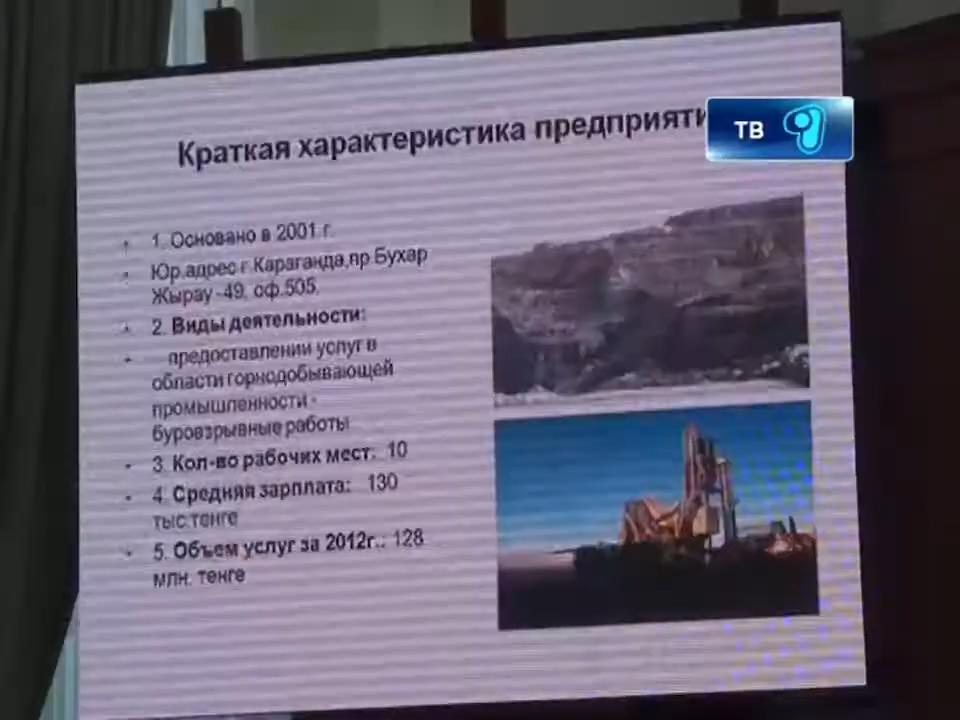 Краткая характеристика предприяти
ТВ
1. Основано в 2001 г.
Юр.адрес г.Караганда,пр.Бухар
Жырау -49, оф.505.
2. Виды деятельности:
предоставлении услуг в
области горнодобывающей
промышленности -
буровзрывные работы
3. Кол-во рабочих мест: 10
4. Средняя зарплата: 130
тыс.тенге
5. Объем услуг за 2012г.: 128
млн. тенге